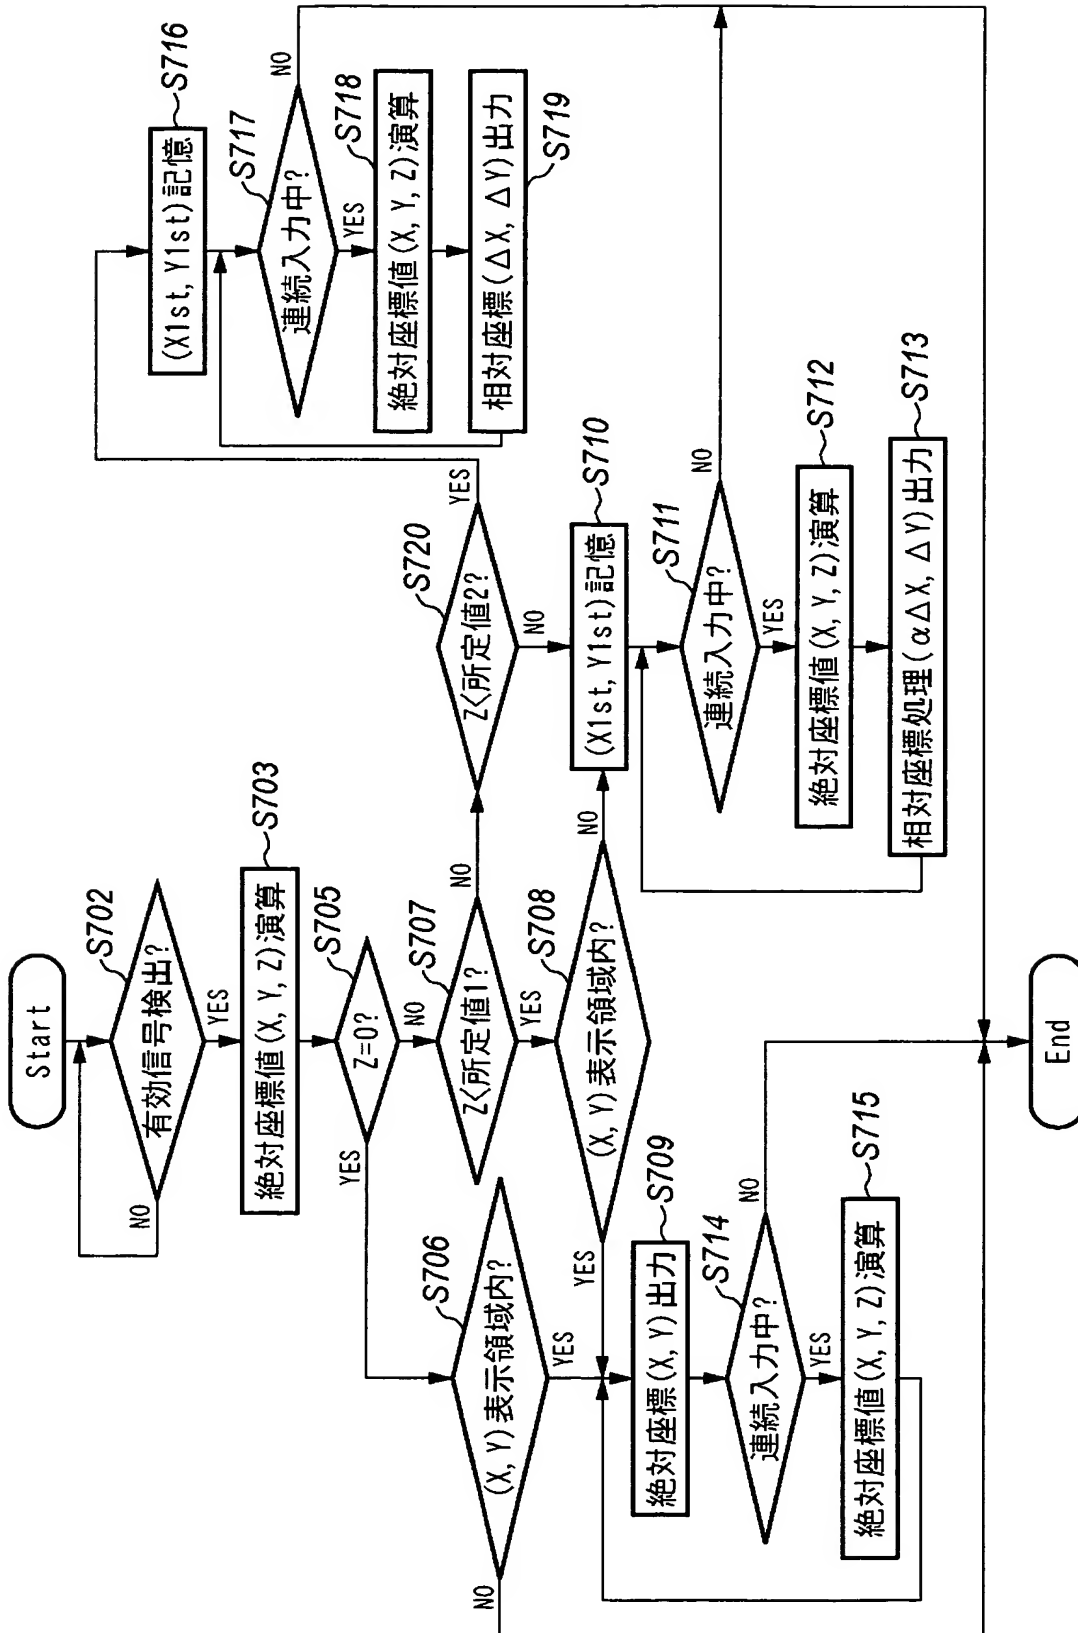 Start
有効信号検出?
S702
NO
YES
絶対座標値(X, Y, Z)演算
S703
Z=0?
S705
YES
NO
(X, Y)表示領域内?
S706
NO
YES
Z<所定値1?
S707
NO
YES
(X, Y)表示領域内?
S708
YES
NO
絶対座標(X, Y)出力
S709
連続入力中?
S714
NO
YES
絶対座標値(X, Y, Z)演算
S715
Z<所定値2?
S720
YES
NO
(X1st, Y1st)記憶
S710
連続入力中?
S711
NO
YES
絶対座標値(X, Y, Z)演算
S712
相対座標処理(αΔX, ΔY)出力
S713
(X1st, Y1st)記憶
S716
連続入力中?
S717
NO
YES
絶対座標値(X, Y, Z)演算
S718
相対座標(ΔX, ΔY)出力
S719
End